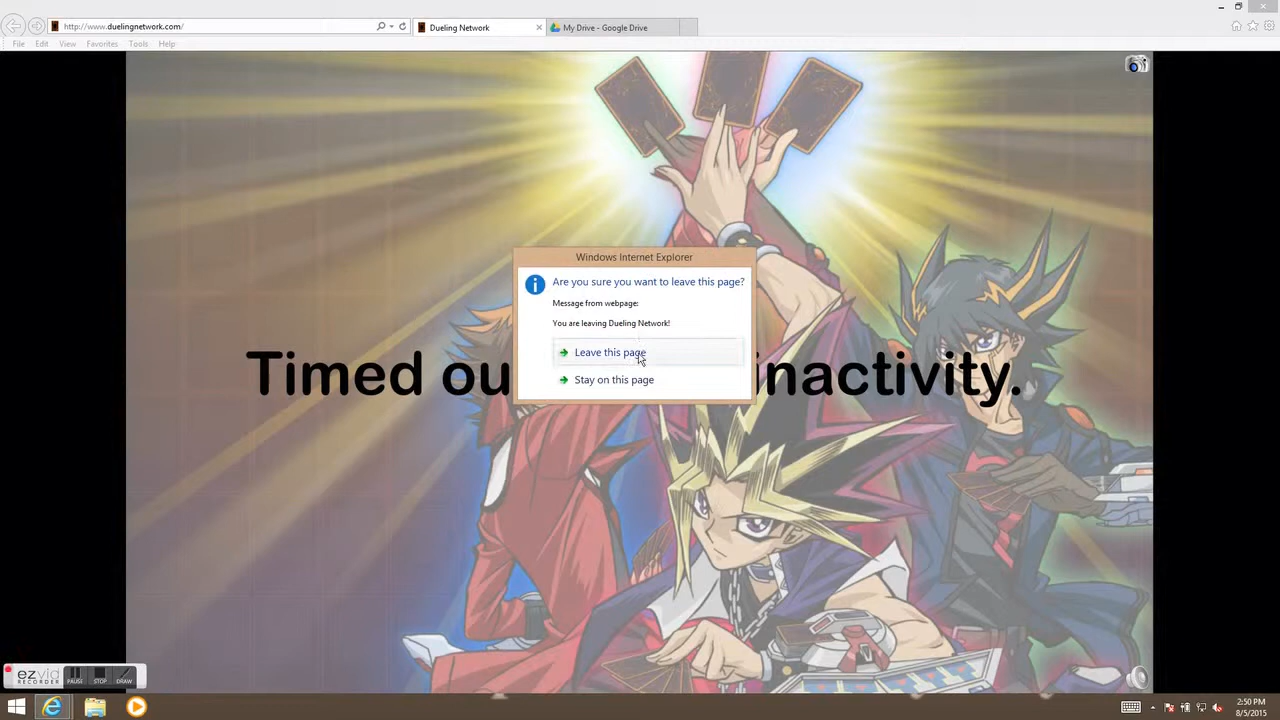 http://www.duelingnetwork.com/
Dueling Network
My Drive - Google Drive
File Edit View Favorites Tools Help
Windows Internet Explorer
Are you sure you want to leave this page?
Message from webpage:
You are leaving Dueling Network!
Leave this page
Stay on this page
Timed ou inactivity.
ezvid
RECORDER
PAUSE STOP DRAW
2:50 PM
8/5/2015